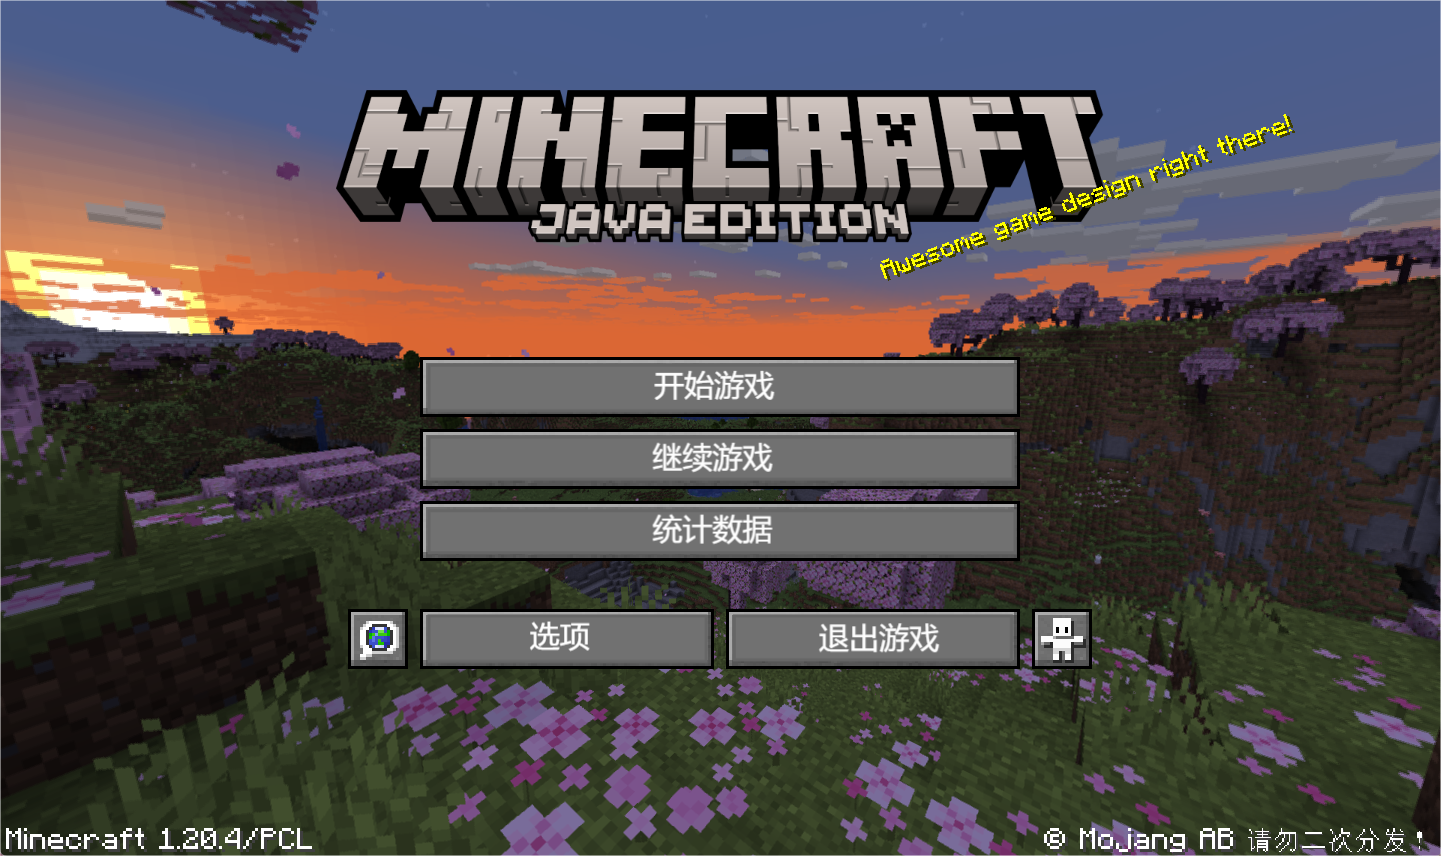 MINECRAFT
JAVA EDITION
Awesome game design right there!
开始游戏
继续游戏
统计数据
选项
退出游戏
Minecraft 1.20.4/PCL
© Mojang AB 请勿二次分发！